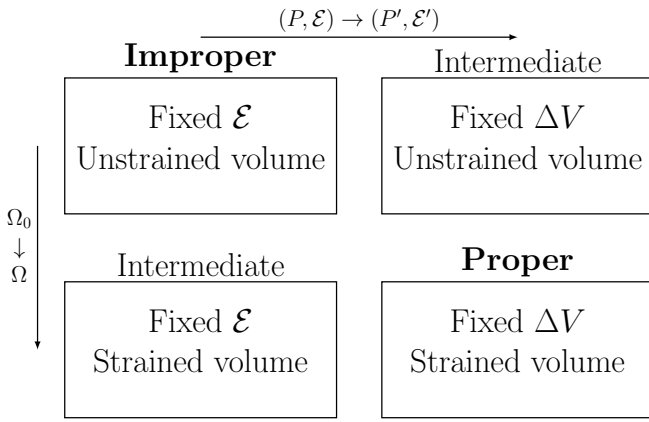 (P, ℰ) → (P′, ℰ′)
Improper
Intermediate
Fixed ℰ
Unstrained volume
Fixed ΔV
Unstrained volume
Ω₀
↓
Ω
Intermediate
Proper
Fixed ℰ
Strained volume
Fixed ΔV
Strained volume